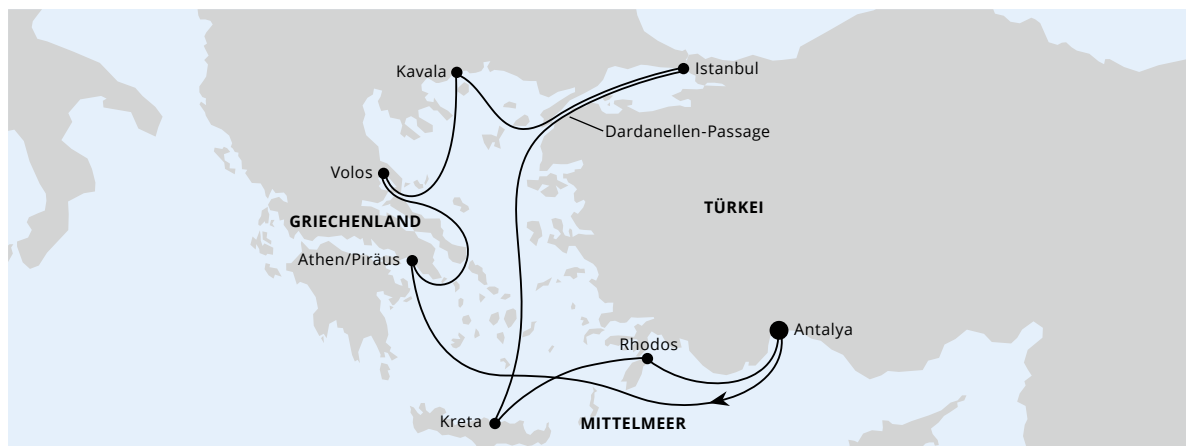 Kavala
Istanbul
Dardanellen-Passage
Volos
TÜRKEI
GRIECHENLAND
Athen/Piräus
Antalya
Rhodos
Kreta
MITTELMEER